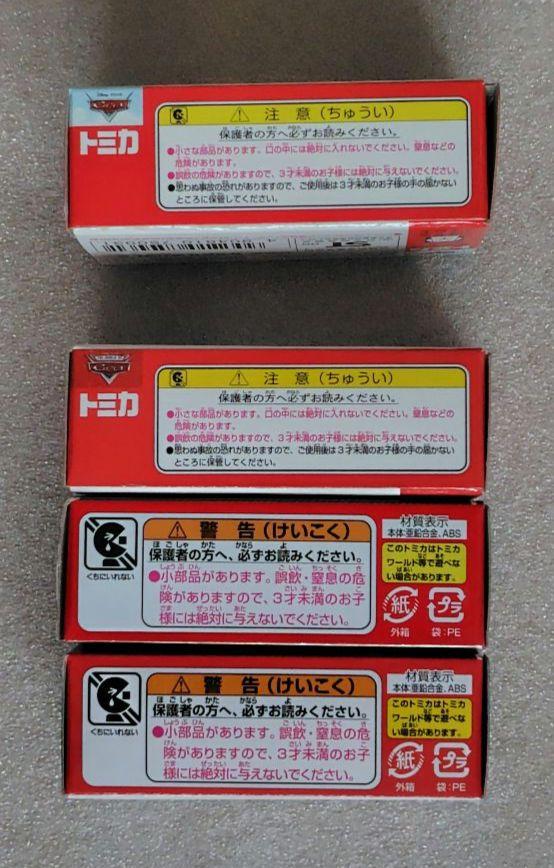 DISNEY PIXAR
Cars
トミカ
注 意（ちゅうい）
保護者の方へ必ずお読みください。
●小さな部品があります。口の中には絶対に入れないでください。窒息などの
危険があります。
●誤飲の危険がありますので、3才未満のお子様には絶対に与えないでください。
●思わぬ事故の恐れがありますので、ご使用後は3才未満のお子様の手の届かない
ところに保管してください。
Cars
トミカ
注 意（ちゅうい）
保護者の方へ必ずお読みください。
●小さな部品があります。口の中には絶対に入れないでください。窒息などの
危険があります。
●誤飲の危険がありますので、3才未満のお子様には絶対に与えないでください。
●思わぬ事故の恐れがありますので、ご使用後は3才未満のお子様の手の届かない
ところに保管してください。
くちにいれない
警 告（けいこく）
保護者の方へ、必ずお読みください。
●小部品があります。誤飲・窒息の危
険がありますので、3才未満のお子
様には絶対に与えないでください。
材質表示
本体:亜鉛合金、ABS
このトミカはトミカ
ワールド等で遊べな
い場合があります。
紙 プラ
外箱 袋:PE
くちにいれない
警 告（けいこく）
保護者の方へ、必ずお読みください。
●小部品があります。誤飲・窒息の危
険がありますので、3才未満のお子
様には絶対に与えないでください。
材質表示
本体:亜鉛合金、ABS
このトミカはトミカ
ワールド等で遊べな
い場合があります。
紙 プラ
外箱 袋:PE